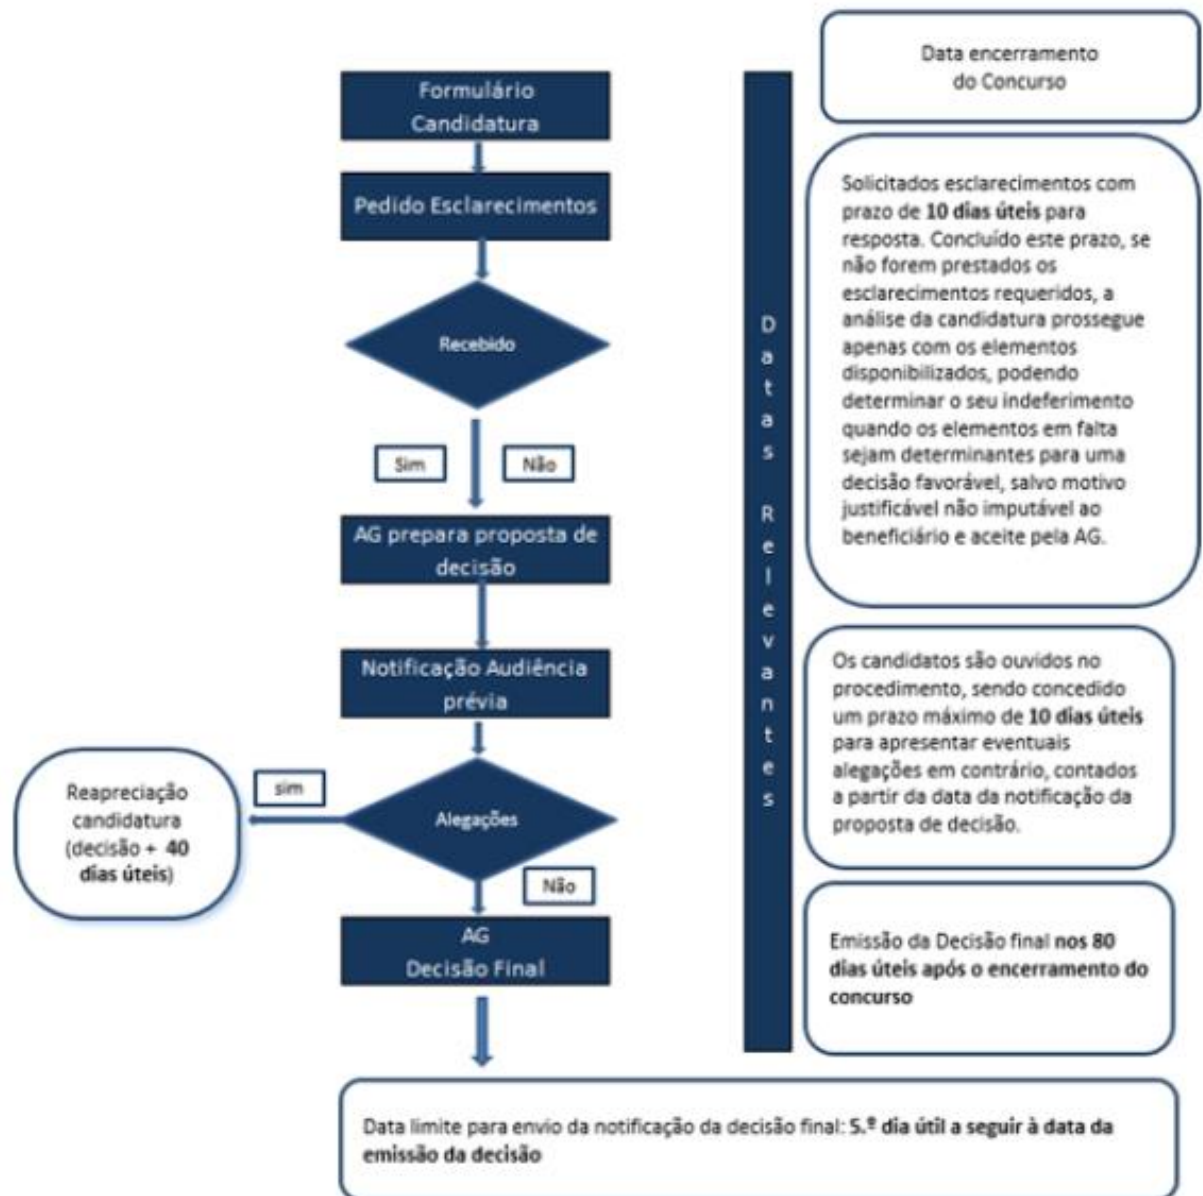 Formulário
Candidatura
Pedido Esclarecimentos
Recebido
Sim
Não
AG prepara proposta de
decisão
Notificação Audiência
prévia
Alegações
sim
Não
Reapreciação
candidatura
(decisão + 40
dias úteis)
AG
Decisão Final
Datas Relevantes
Data encerramento
do Concurso
Solicitados esclarecimentos com
prazo de 10 dias úteis para
resposta. Concluído este prazo, se
não forem prestados os
esclarecimentos requeridos, a
análise da candidatura prossegue
apenas com os elementos
disponibilizados, podendo
determinar o seu indeferimento
quando os elementos em falta
sejam determinantes para uma
decisão favorável, salvo motivo
justificável não imputável ao
beneficiário e aceite pela AG.
Os candidatos são ouvidos no
procedimento, sendo concedido
um prazo máximo de 10 dias úteis
para apresentar eventuais
alegações em contrário, contados
a partir da data da notificação da
proposta de decisão.
Emissão da Decisão final nos 80
dias úteis após o encerramento do
concurso
Data limite para envio da notificação da decisão final: 5.º dia útil a seguir à data da
emissão da decisão